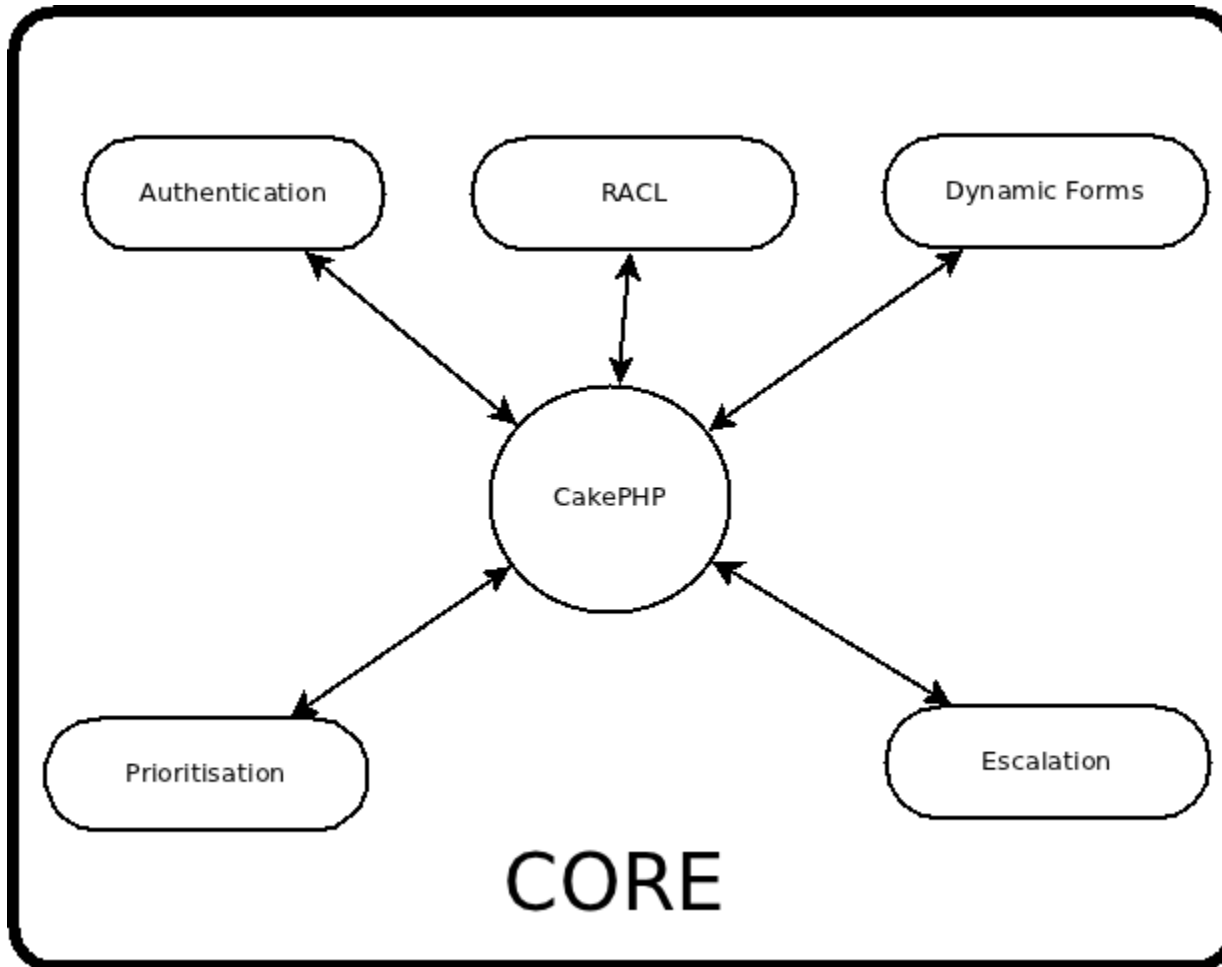 Authentication
RACL
Dynamic Forms
CakePHP
Prioritisation
Escalation
CORE